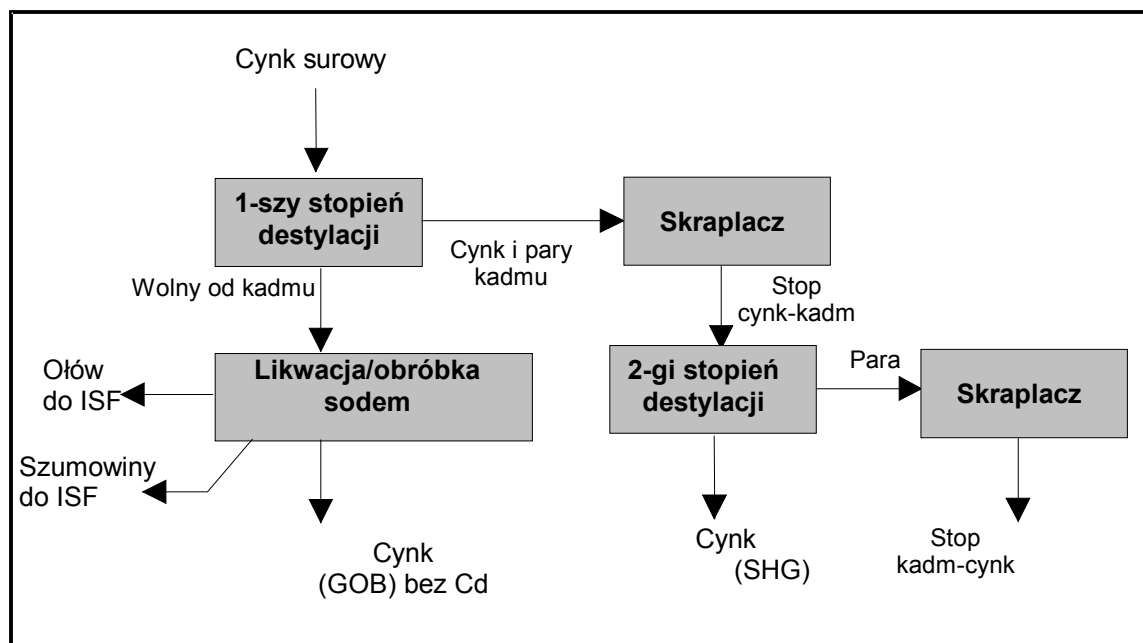 Cynk surowy
1-szy stopień
destylacji
Cynk i pary
kadmu
Skraplacz
Wolny od kadmu
Stop
cynk-kadm
Likwacja/obróbka
sodem
Ołów
do ISF
Szumowiny
do ISF
Cynk
(GOB) bez Cd
2-gi stopień
destylacji
Para
Skraplacz
Cynk
(SHG)
Stop
kadm-cynk